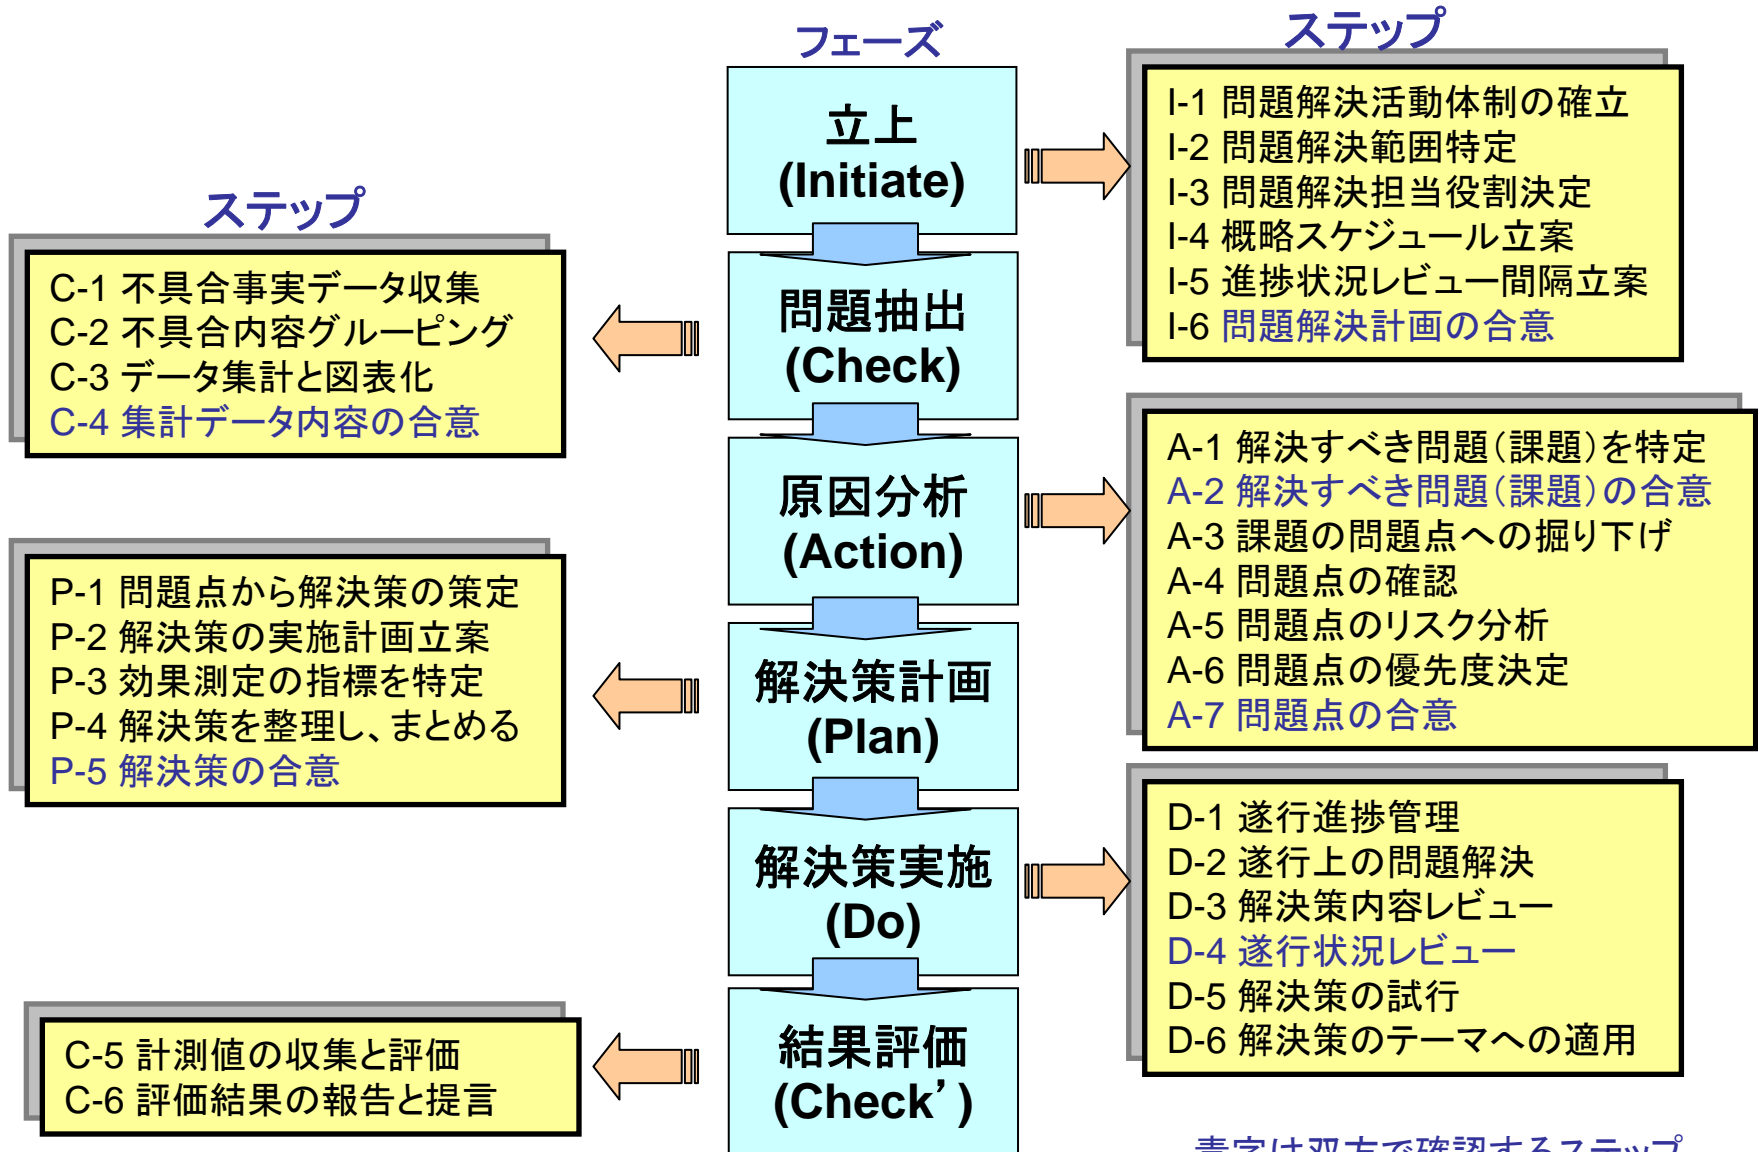 フェーズ
ステップ
立上
(Initiate)
I-1 問題解決活動体制の確立
I-2 問題解決範囲特定
I-3 問題解決担当役割決定
I-4 概略スケジュール立案
I-5 進捗状況レビュー間隔立案
I-6 問題解決計画の合意
ステップ
C-1 不具合事実データ収集
C-2 不具合内容グルーピング
C-3 データ集計と図表化
C-4 集計データ内容の合意
問題抽出
(Check)
原因分析
(Action)
A-1 解決すべき問題(課題)を特定
A-2 解決すべき問題(課題)の合意
A-3 課題の問題点への掘り下げ
A-4 問題点の確認
A-5 問題点のリスク分析
A-6 問題点の優先度決定
A-7 問題点の合意
P-1 問題点から解決策の策定
P-2 解決策の実施計画立案
P-3 効果測定の指標を特定
P-4 解決策を整理し、まとめる
P-5 解決策の合意
解決策計画
(Plan)
解決策実施
(Do)
D-1 遂行進捗管理
D-2 遂行上の問題解決
D-3 解決策内容レビュー
D-4 遂行状況レビュー
D-5 解決策の試行
D-6 解決策のテーマへの適用
C-5 計測値の収集と評価
C-6 評価結果の報告と提言
結果評価
(Check’)
青字は双方で確認するステップ